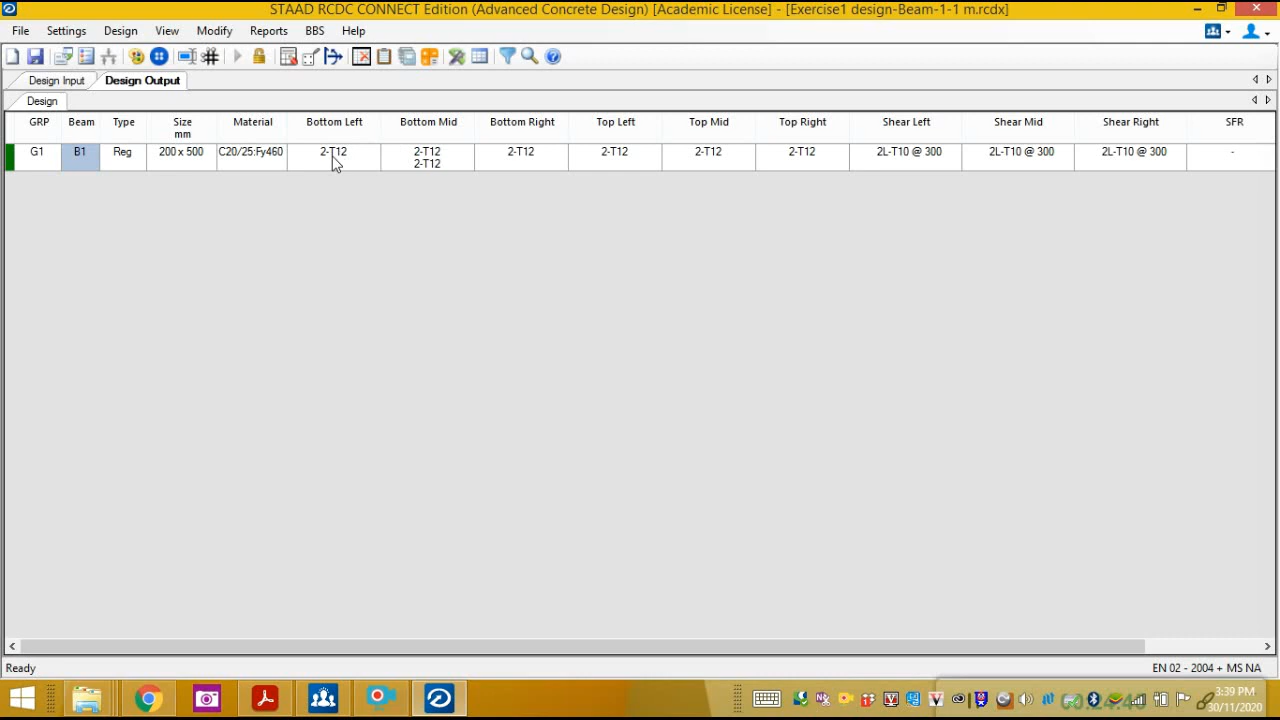 STAAD RCDC CONNECT Edition (Advanced Concrete Design) [Academic License] - [Exercise1 design-Beam-1-1 m.rcdx]
File Settings Design View Modify Reports BBS Help
Design Input Design Output
Design
GRP Beam Type Size mm Material Bottom Left Bottom Mid Bottom Right Top Left Top Mid Top Right Shear Left Shear Mid Shear Right SFR
G1 B1 Reg 200 x 500 C20/25:Fy460 2-T12 2-T12 2-T12 2-T12 2-T12 2-T12 2L-T10 @ 300 2L-T10 @ 300 2L-T10 @ 300 -
2-T12
Ready EN 02 - 2004 + MS NA
3:39 PM
30/11/2020